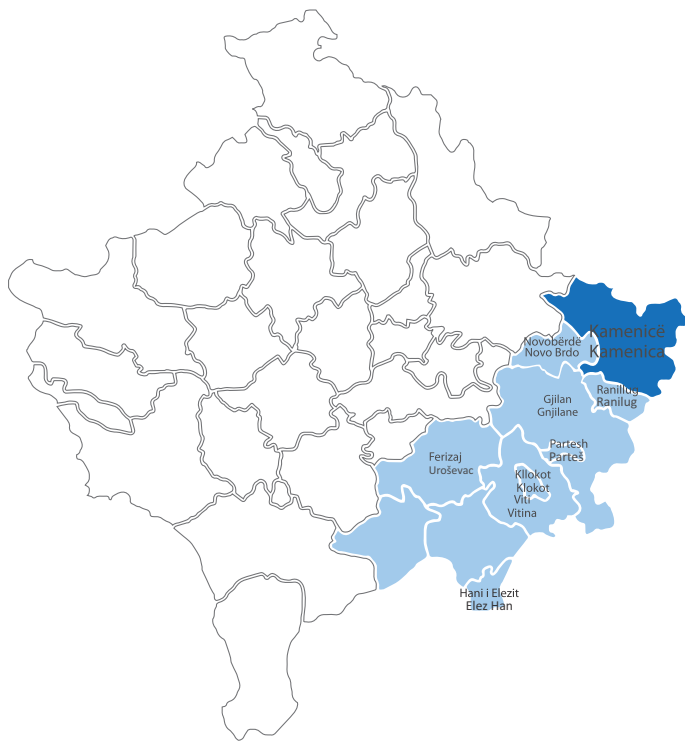 Kamenicë
Kamenica
Novobërdë
Novo Brdo
Ranillug
Ranilug
Gjilan
Gnjilane
Partesh
Parteš
Ferizaj
Uroševac
Kllokot
Klokot
Viti
Vitina
Hani i Elezit
Elez Han